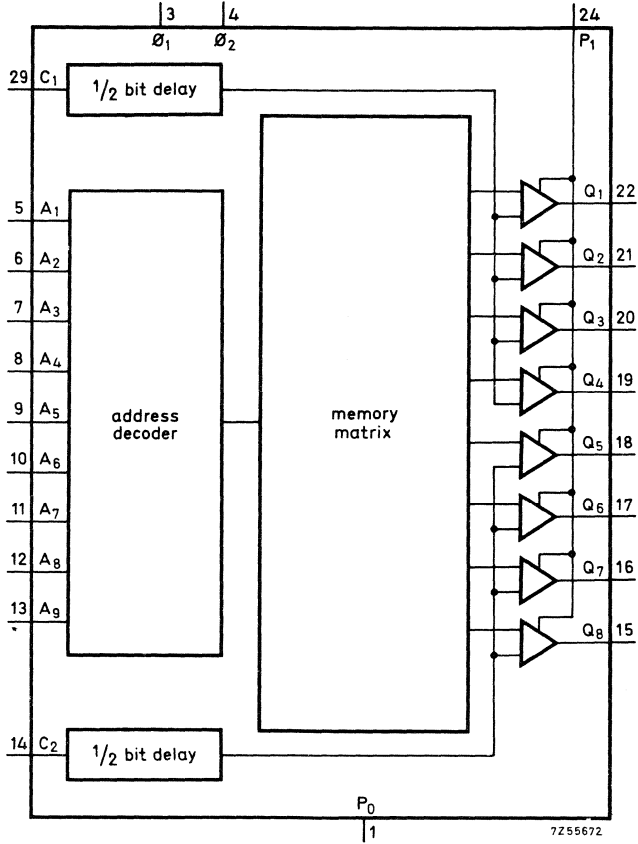 3 4 24
Ø₁ Ø₂ P₁
29 C₁ 1/2 bit delay
Q₁ 22
5 A₁
6 A₂ Q₂ 21
7 A₃ Q₃ 20
8 A₄ Q₄ 19
9 A₅ address decoder memory matrix Q₅ 18
10 A₆
11 A₇ Q₆ 17
12 A₈ Q₇ 16
13 A₉ Q₈ 15
14 C₂ 1/2 bit delay
P₀
1 7Z55672